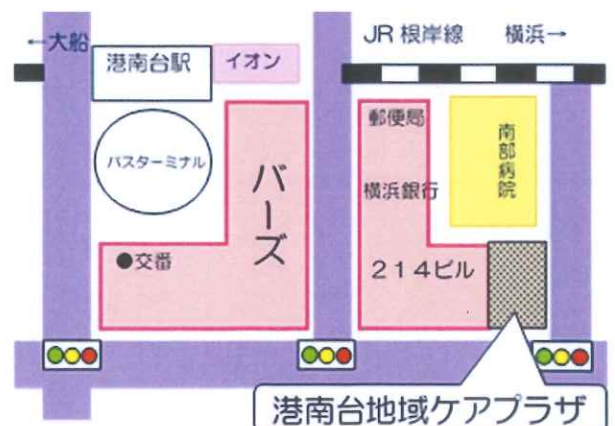 ←大船
JR 根岸線 横浜→
港南台駅
イオン
バスターミナル
バーズ
●交番
郵便局
横浜銀行
南部病院
214ビル
港南台地域ケアプラザ